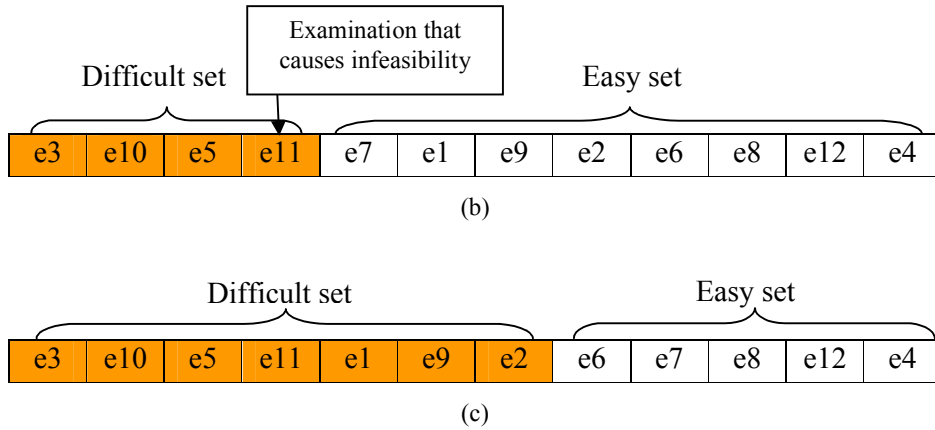 Examination that
causes infeasibility
Difficult set
Easy set
e3 e10 e5 e11 e7 e1 e9 e2 e6 e8 e12 e4
(b)
Difficult set
Easy set
e3 e10 e5 e11 e1 e9 e2 e6 e7 e8 e12 e4
(c)